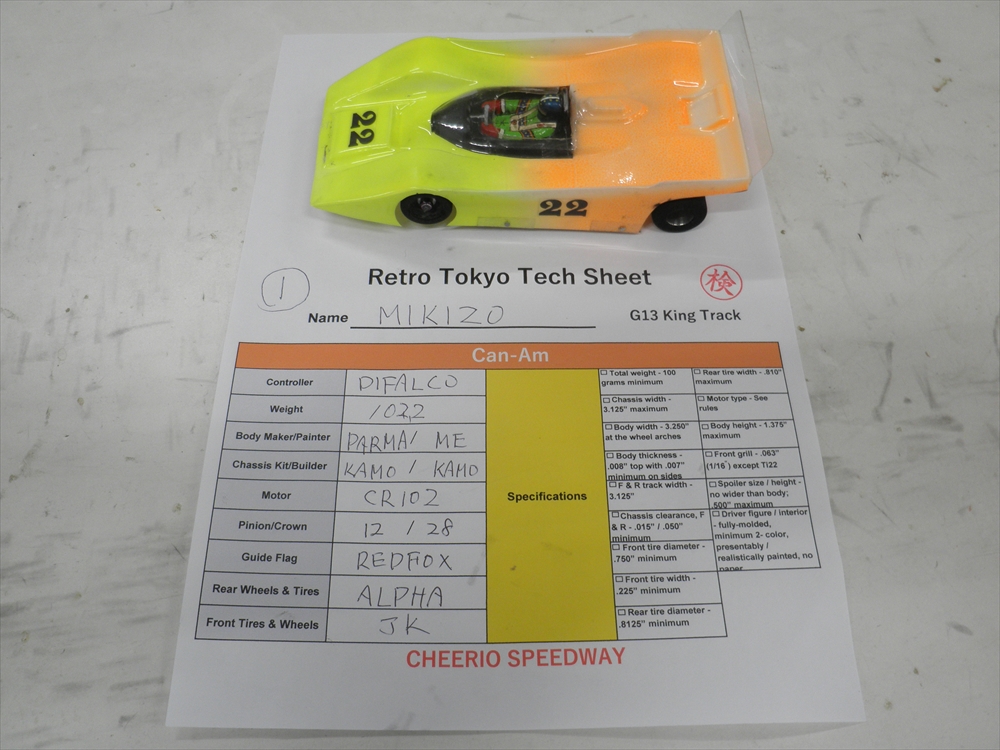 22
22
1
Retro Tokyo Tech Sheet
検
Name MIKIZO
G13 King Track
Can-Am
Controller DIFALCO
Weight 102.2
Body Maker/Painter PARMA/ ME
Chassis Kit/Builder KAMO / KAMO
Motor CR102
Pinion/Crown 12 / 28
Guide Flag REDFOX
Rear Wheels & Tires ALPHA
Front Tires & Wheels JK
Specifications
Total weight - 100
grams minimum
Chassis width -
3.125" maximum
Body width - 3.250"
at the wheel arches
Body thickness -
.008" top with .007"
minimum on sides
F & R track width -
3.125"
Chassis clearance, F
& R - .015" / .050"
minimum
Front tire diameter -
.750" minimum
Front tire width -
.225" minimum
Rear tire diameter -
.8125" minimum
Rear tire width - .810"
maximum
Motor type - See
rules
Body height - 1.375"
maximum
Front grill - .063"
(1/16") except Ti22
Spoiler size / height -
no wider than body;
.500" maximum
Driver figure / interior
- fully-molded,
minimum 2- color,
presentably /
realistically painted, no
paper
CHEERIO SPEEDWAY